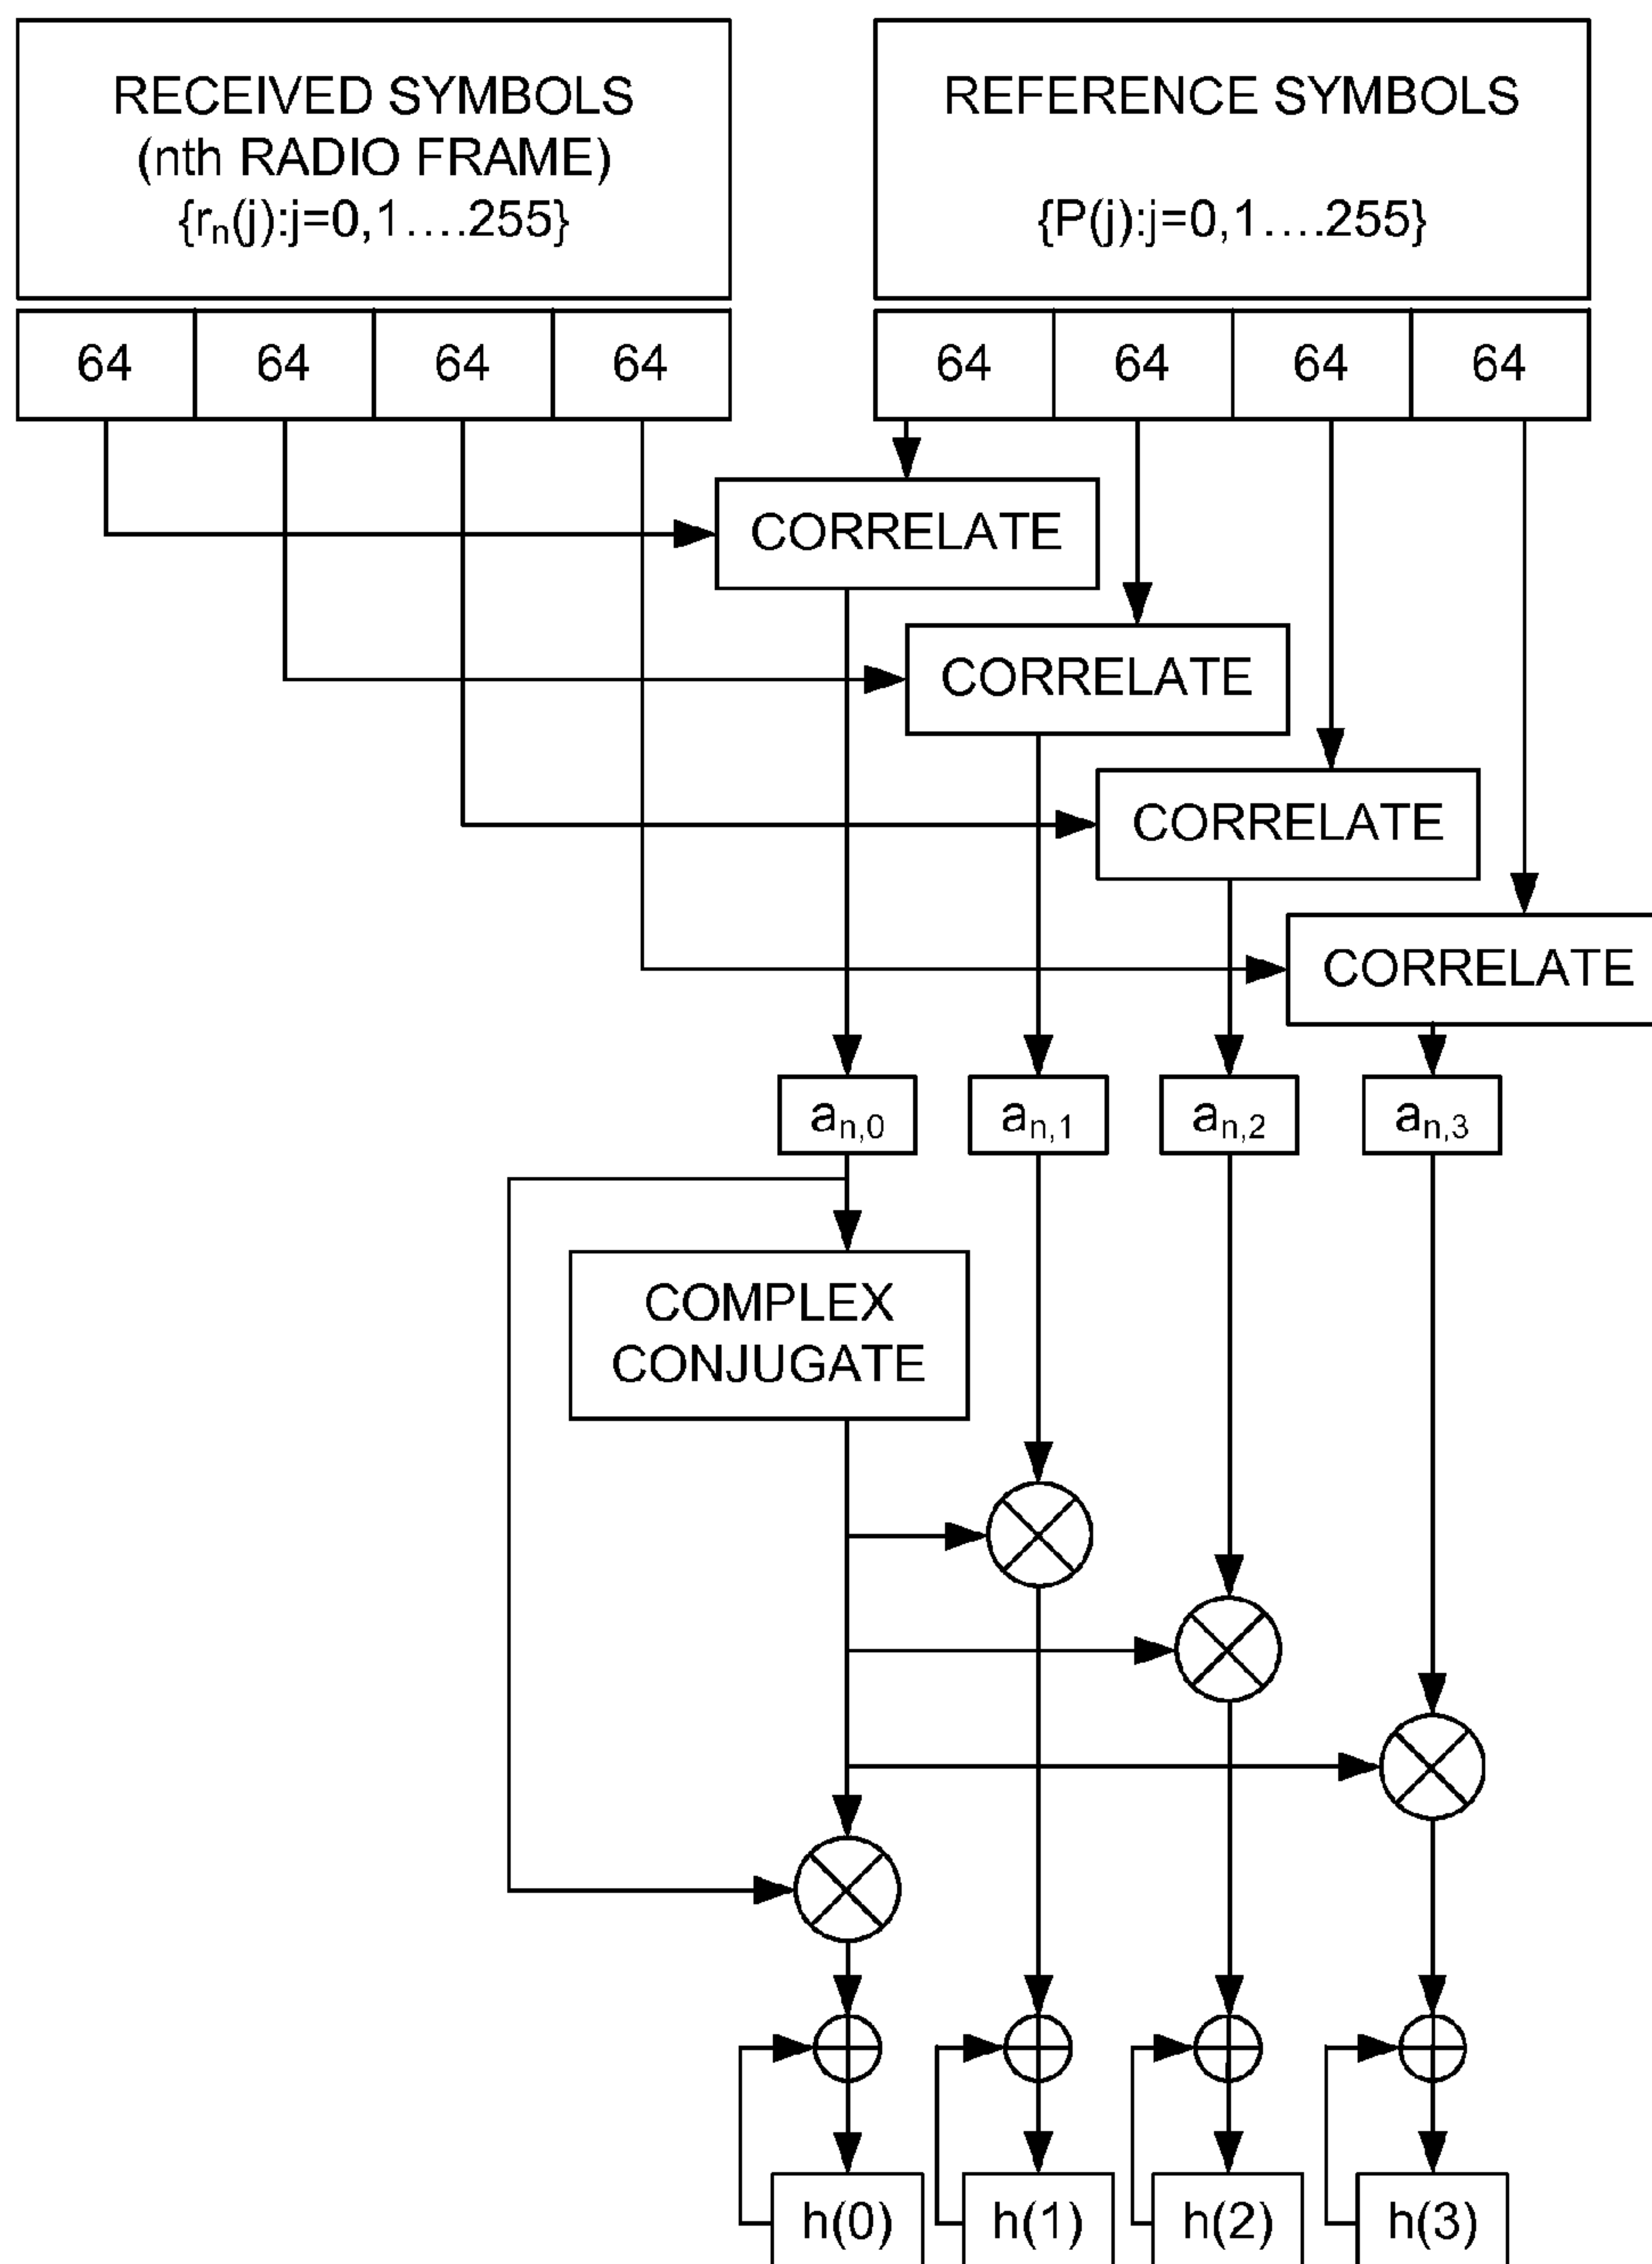 RECEIVED SYMBOLS
(nth RADIO FRAME)
{rn(j):j=0,1....255}
REFERENCE SYMBOLS
{P(j):j=0,1....255}
64 64 64 64
64 64 64 64
CORRELATE
CORRELATE
CORRELATE
CORRELATE
an,0 an,1 an,2 an,3
COMPLEX
CONJUGATE
h(0) h(1) h(2) h(3)